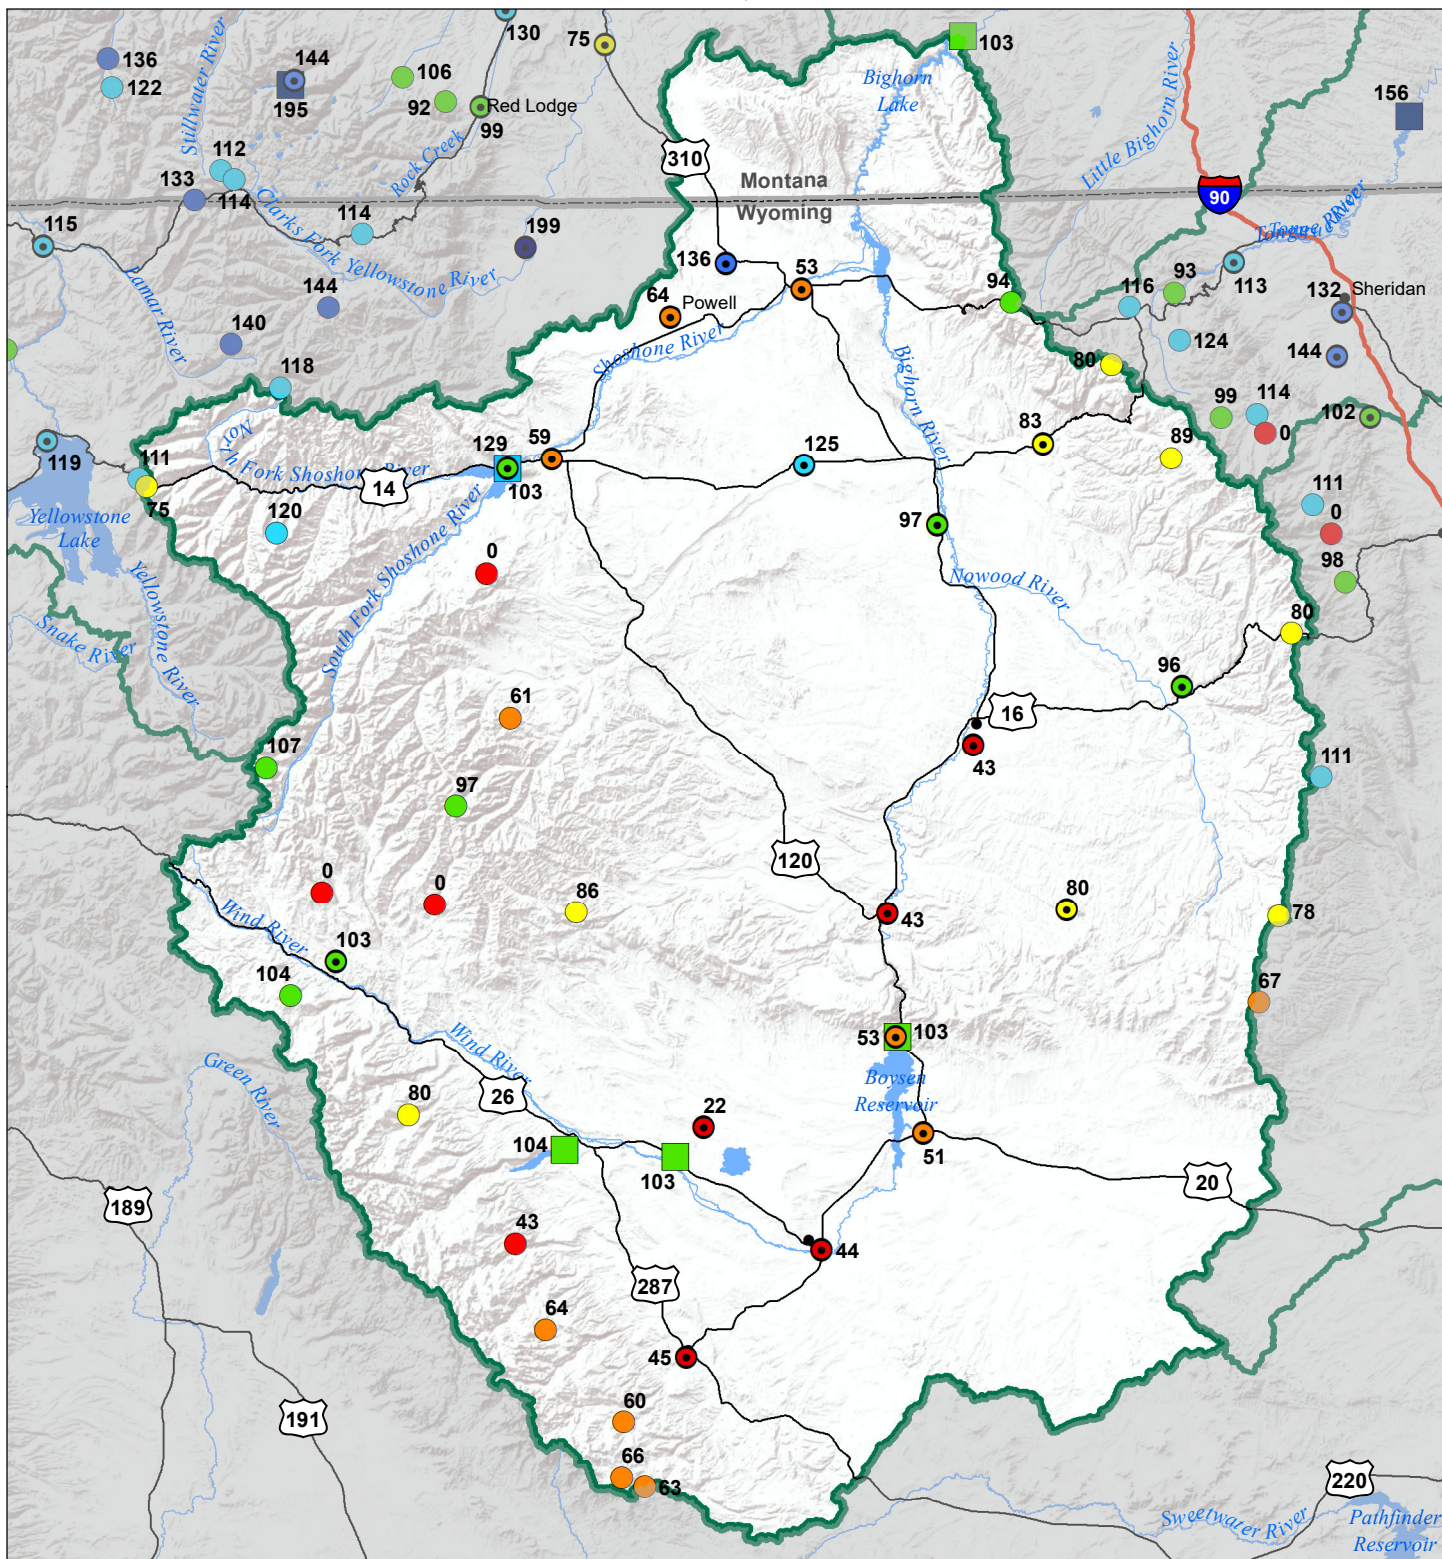 130
75
103
136
122
144
195
106
92
Red Lodge
99
Stillwater River
Rock Creek
Bighorn
Lake
Little Bighorn River
156
112
133
114
114
Clarks Fork Yellowstone River
199
310
Montana
Wyoming
90
Tongue River
Tongue River
115
Lamar River
144
140
118
136
53
64
Powell
Shoshone River
94
116
93
113
132
Sheridan
124
144
80
99
114
0
102
89
83
Bighorn River
119
Yellowstone
Lake
111
75
North Fork Shoshone River
14
129
103
59
125
97
120
0
111
0
98
South Fork Shoshone River
Yellowstone River
Snake River
Nowood River
80
96
61
16
43
107
97
111
120
0
0
86
43
80
78
Wind River
103
104
67
Wind River
53
103
Boysen
Reservoir
Green River
80
26
22
104
103
51
20
189
43
44
287
64
45
191
60
66
63
220
Sweetwater River
Pathfinder
Reservoir